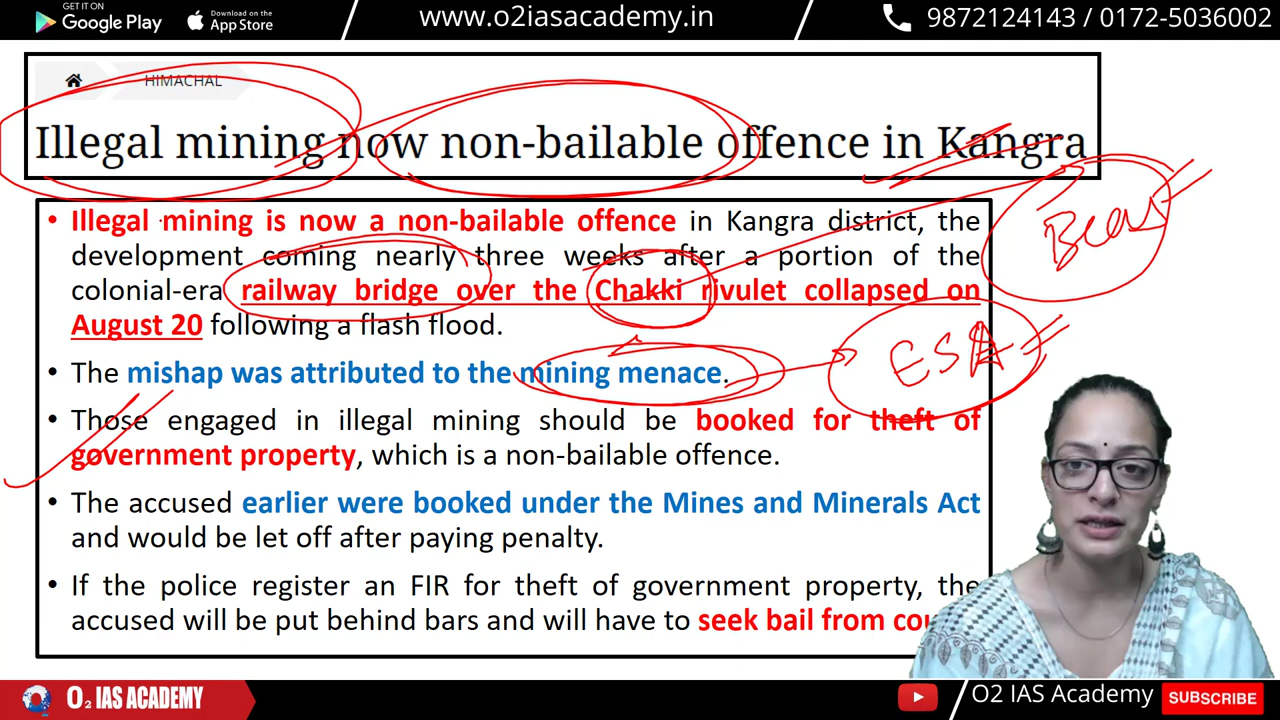 GET IT ON
Google Play
Download on the
App Store
www.o2iasacademy.in
9872124143 / 0172-5036002
HIMACHAL
Illegal mining now non-bailable offence in Kangra
• Illegal mining is now a non-bailable offence in Kangra district, the
development coming nearly three weeks after a portion of the
colonial-era railway bridge over the Chakki rivulet collapsed on
August 20 following a flash flood.
Beas
• The mishap was attributed to the mining menace.
ESA
• Those engaged in illegal mining should be booked for theft of
government property, which is a non-bailable offence.
• The accused earlier were booked under the Mines and Minerals Act
and would be let off after paying penalty.
• If the police register an FIR for theft of government property, the
accused will be put behind bars and will have to seek bail from
O₂ IAS ACADEMY
O2 IAS Academy
SUBSCRIBE